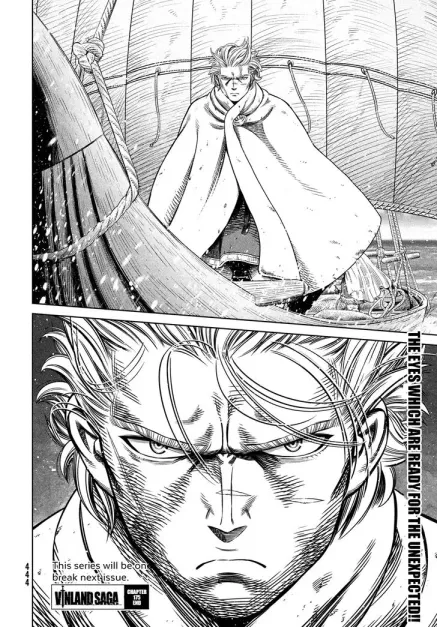 THE EYES WHICH ARE READY FOR THE UNEXPECTED!!
This series will be on
break next issue.
VINLAND SAGA
CHAPTER
175
END
444